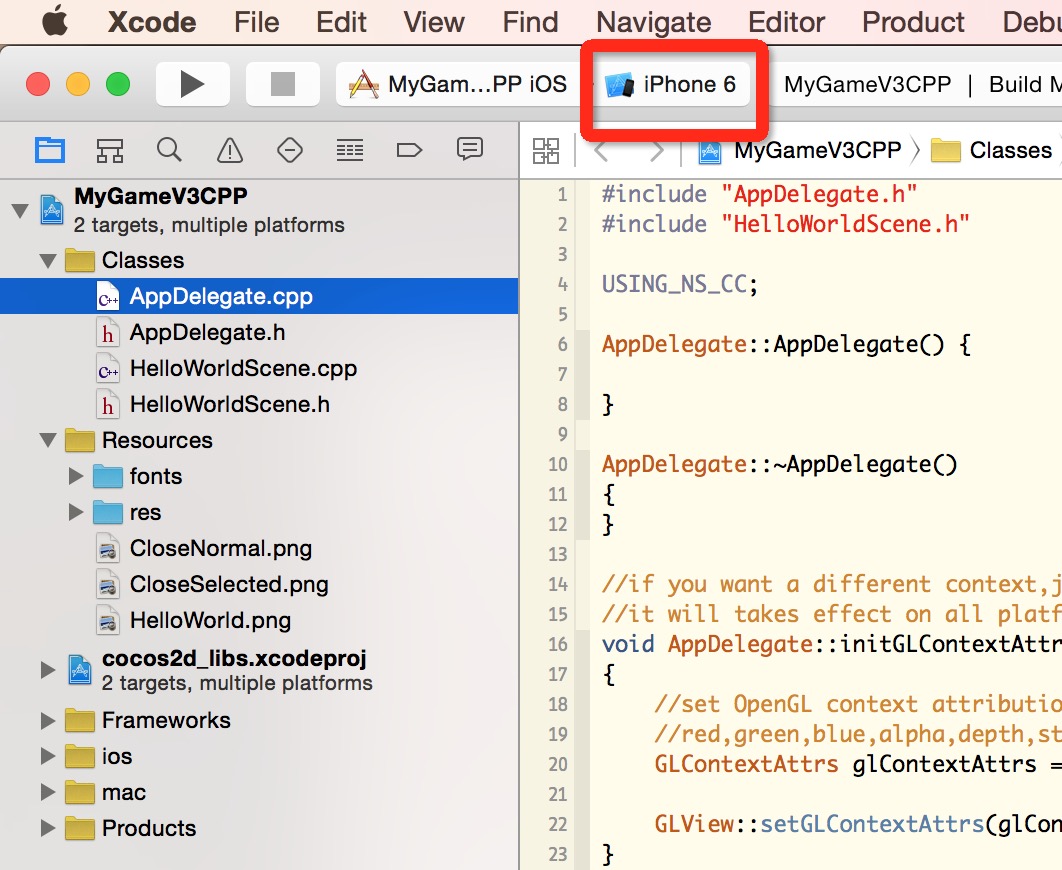 Xcode File Edit View Find Navigate Editor Product Debu
MyGam...PP iOS iPhone 6 MyGameV3CPP | Build M
MyGameV3CPP 〉 Classes
MyGameV3CPP
2 targets, multiple platforms
Classes
AppDelegate.cpp
AppDelegate.h
HelloWorldScene.cpp
HelloWorldScene.h
Resources
fonts
res
CloseNormal.png
CloseSelected.png
HelloWorld.png
cocos2d_libs.xcodeproj
2 targets, multiple platforms
Frameworks
ios
mac
Products
1 #include "AppDelegate.h"
2 #include "HelloWorldScene.h"
3
4 USING_NS_CC;
5
6 AppDelegate::AppDelegate() {
7
8 }
9
10 AppDelegate::~AppDelegate()
11 {
12 }
13
14 //if you want a different context,j
15 //it will takes effect on all platf
16 void AppDelegate::initGLContextAttr
17 {
18 //set OpenGL context attributio
19 //red,green,blue,alpha,depth,st
20 GLContextAttrs glContextAttrs =
21
22 GLView::setGLContextAttrs(glCon
23 }